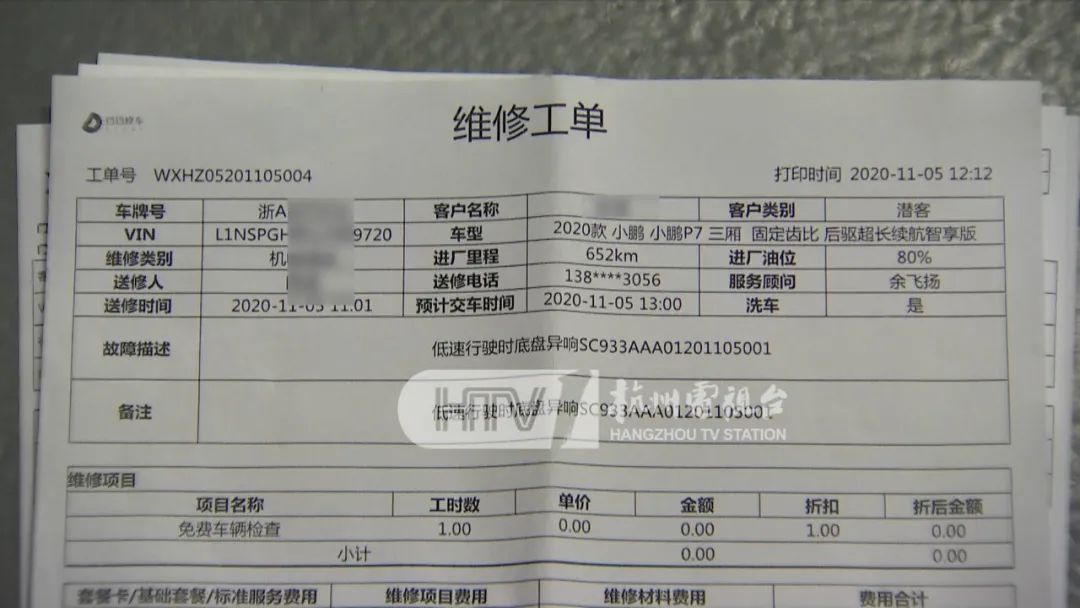 维修工单
工单号 WXHZ05201105004 打印时间 2020-11-05 12:12
车牌号 浙A 客户名称 客户类别 潜客
VIN L1NSPGH 9720 车型 2020款 小鹏 小鹏P7 三厢 固定齿比 后驱超长续航智享版
维修类别 机 进厂里程 652km 进厂油位 80%
送修人 送修电话 138****3056 服务顾问 余飞扬
送修时间 2020-11-05 11:01 预计交车时间 2020-11-05 13:00 洗车 是
故障描述 低速行驶时底盘异响SC933AAA01201105001
备注 低速行驶时底盘异响SC933AAA01201105001
HTV 杭州電視台
HANGZHOU TV STATION
维修项目
项目名称 工时数 单价 金额 折扣 折后金额
免费车辆检查 1.00 0.00 0.00 1.00 0.00
小计 0.00 0.00
套餐卡/基础套餐/标准服务费用 维修项目费用 维修材料费用 费用合计